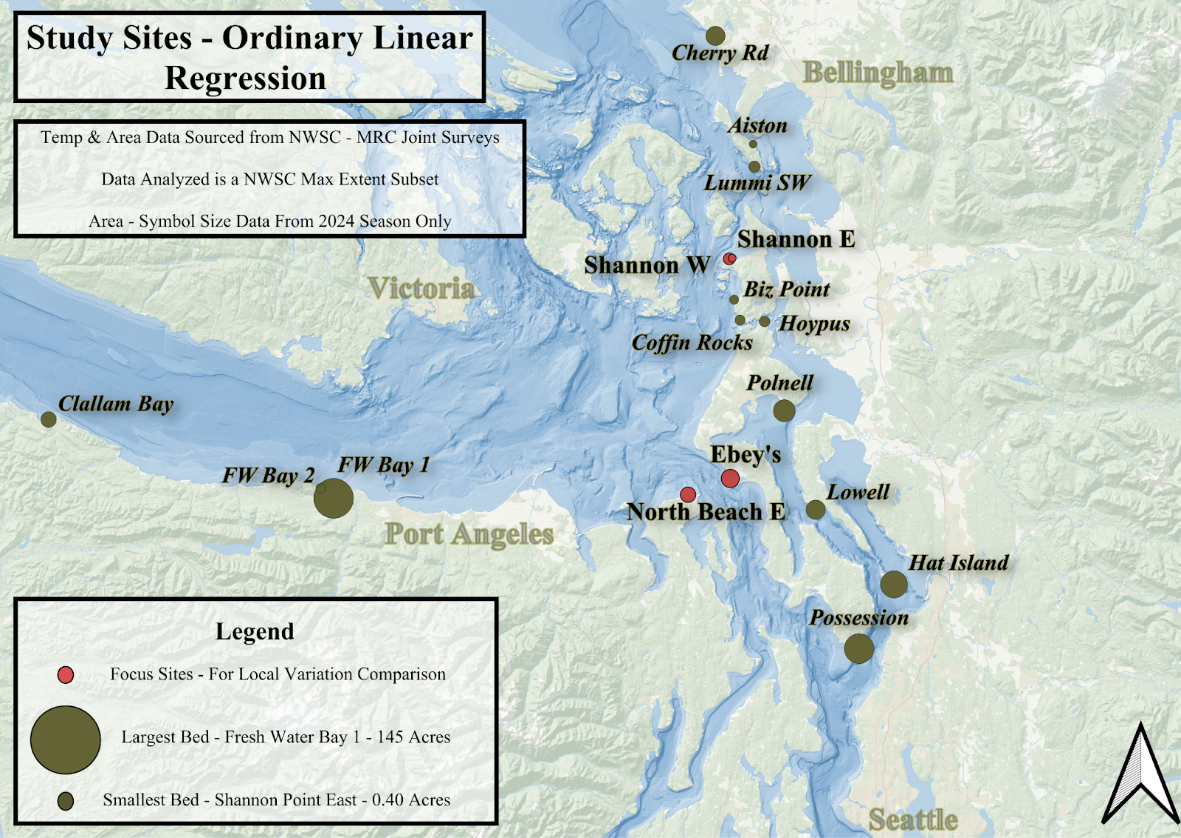 Study Sites - Ordinary Linear
Regression
Temp & Area Data Sourced from NWSC - MRC Joint Surveys
Data Analyzed is a NWSC Max Extent Subset
Area - Symbol Size Data From 2024 Season Only
Cherry Rd
Bellingham
Aiston
Lummi SW
Shannon E
Shannon W
Victoria
Biz Point
Hoypus
Coffin Rocks
Polnell
Clallam Bay
Ebey's
FW Bay 1
FW Bay 2
Lowell
North Beach E
Port Angeles
Hat Island
Possession
Legend
Focus Sites - For Local Variation Comparison
Largest Bed - Fresh Water Bay 1 - 145 Acres
Smallest Bed - Shannon Point East - 0.40 Acres
Seattle